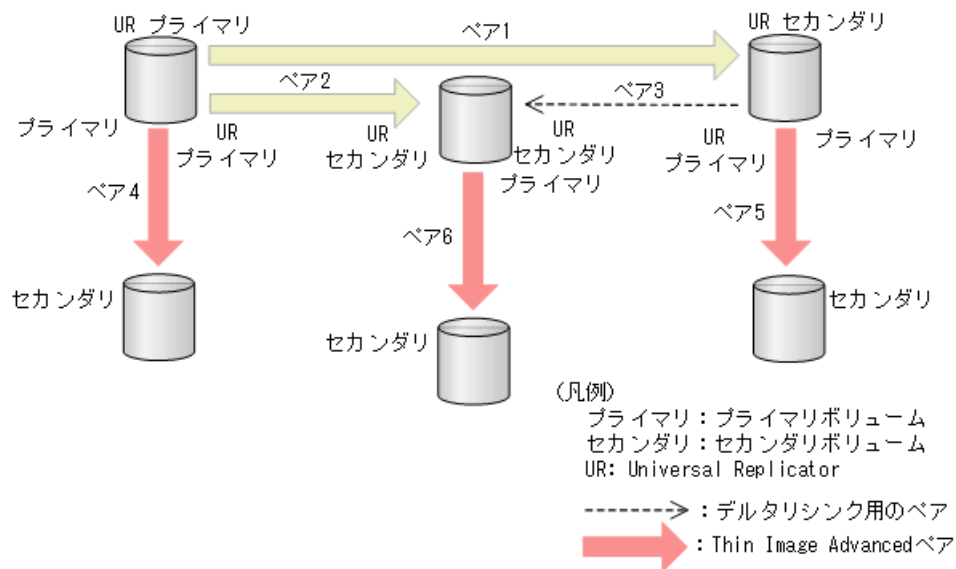 UR プライマリ
UR セカンダリ
ペア1
ペア2
ペア3
プライマリ
UR
プライマリ
UR
セカンダリ
UR
セカンダリ
プライマリ
UR
プライマリ
プライマリ
ペア4
ペア6
ペア5
セカンダリ
セカンダリ
セカンダリ
(凡例)
プライマリ：プライマリボリューム
セカンダリ：セカンダリボリューム
UR: Universal Replicator
：デルタリシンク用のペア
：Thin Image Advancedペア